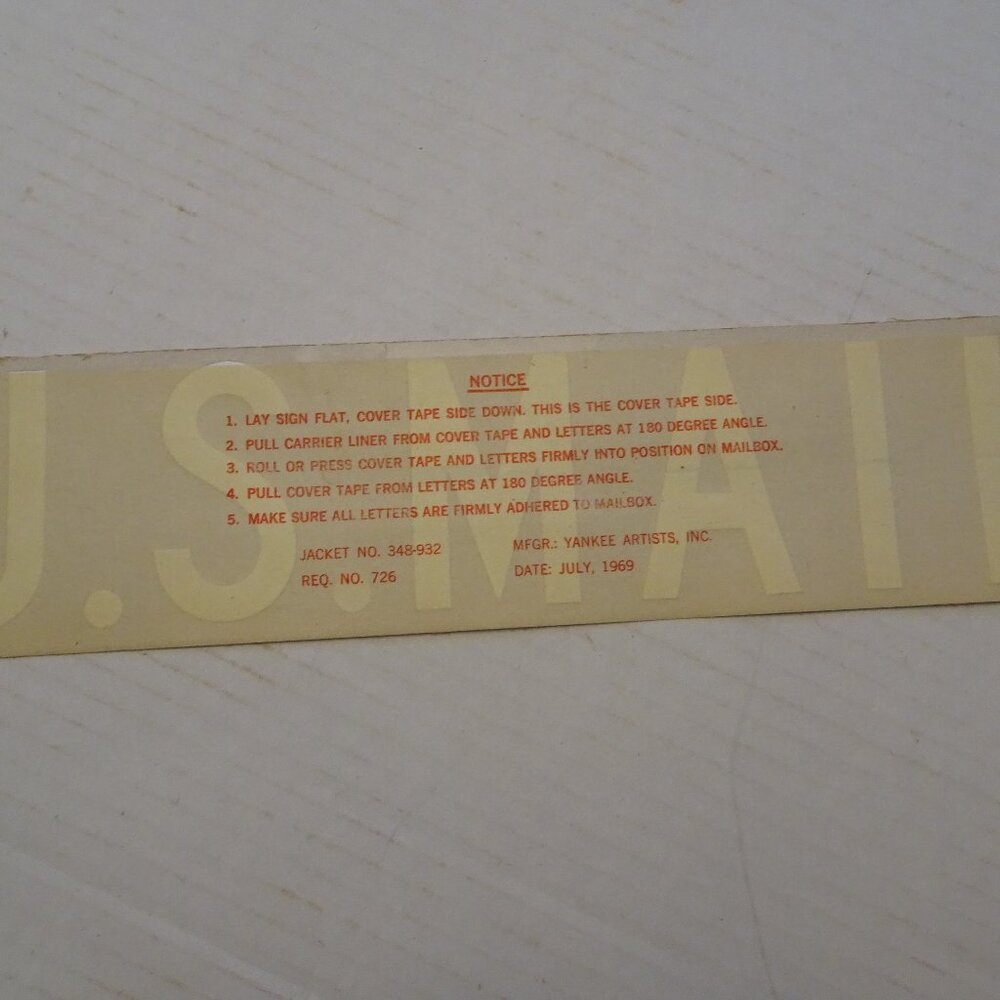 U.S.MAIL
NOTICE
1. LAY SIGN FLAT, COVER TAPE SIDE DOWN. THIS IS THE COVER TAPE SIDE.
2. PULL CARRIER LINER FROM COVER TAPE AND LETTERS AT 180 DEGREE ANGLE.
3. ROLL OR PRESS COVER TAPE AND LETTERS FIRMLY INTO POSITION ON MAILBOX.
4. PULL COVER TAPE FROM LETTERS AT 180 DEGREE ANGLE.
5. MAKE SURE ALL LETTERS ARE FIRMLY ADHERED TO MAILBOX.
JACKET NO. 348-932 MFGR.: YANKEE ARTISTS, INC.
REQ. NO. 726 DATE: JULY, 1969